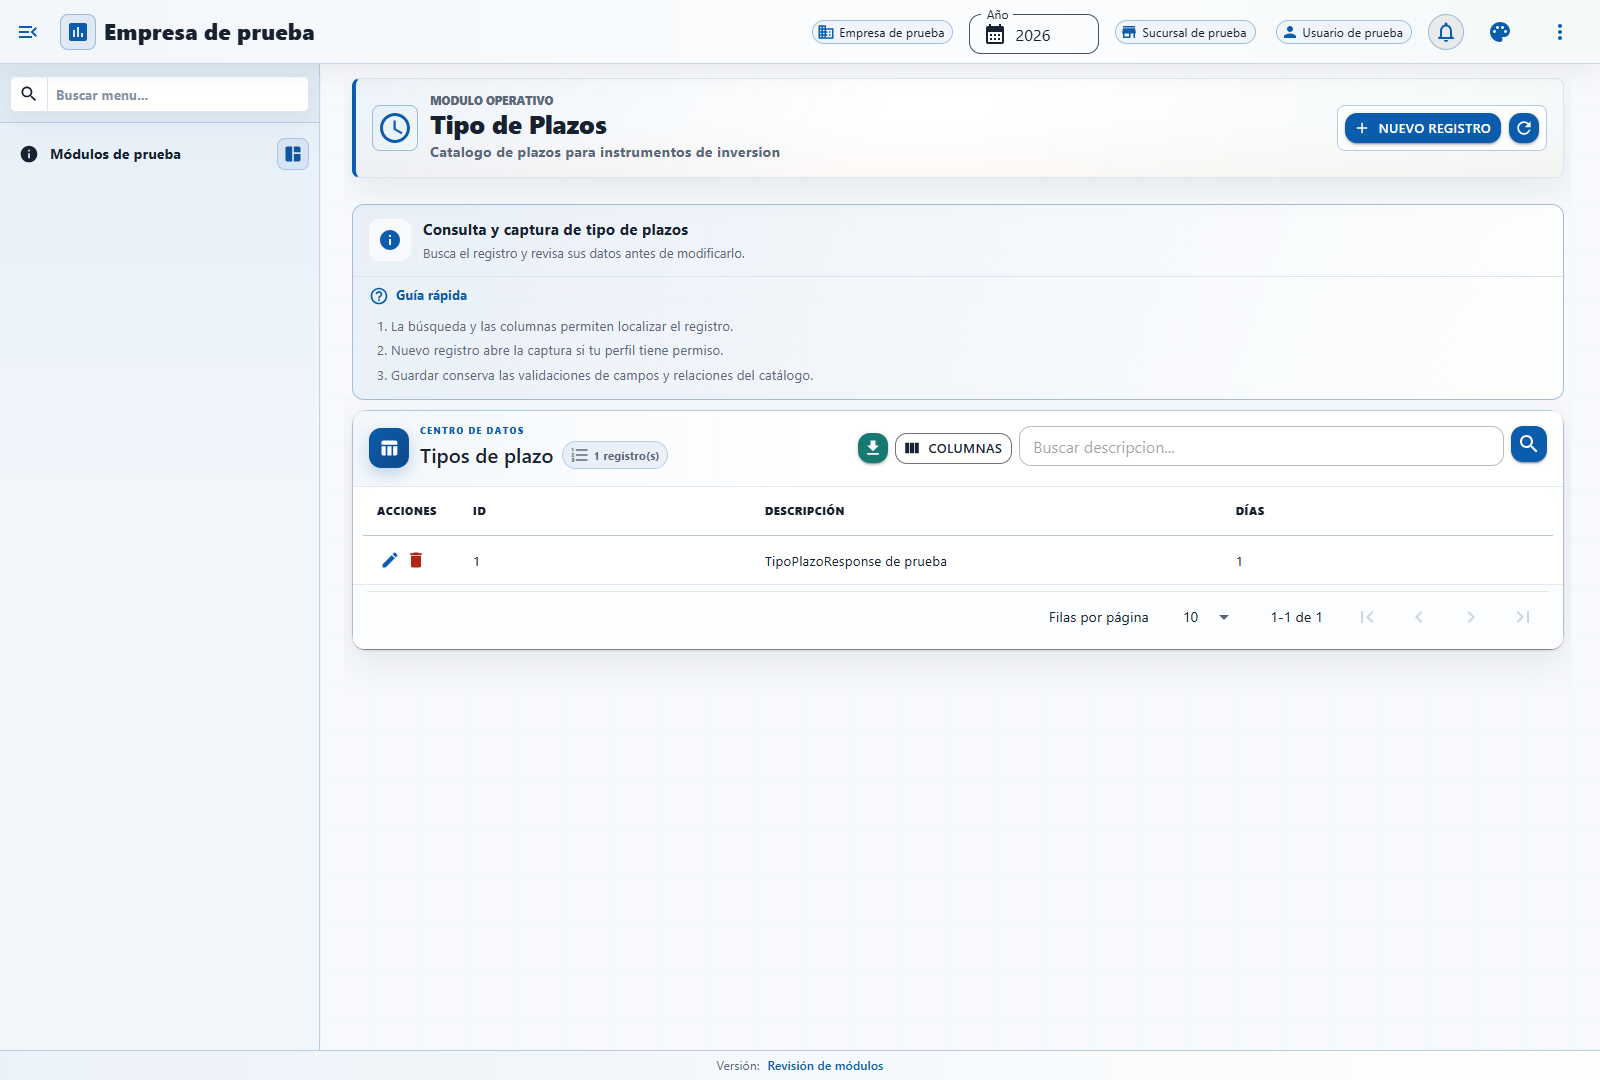 Empresa de prueba
Empresa de prueba
Año
2026
Sucursal de prueba
Usuario de prueba
Buscar menu...
Módulos de prueba
MODULO OPERATIVO
Tipo de Plazos
Catalogo de plazos para instrumentos de inversion
NUEVO REGISTRO
Consulta y captura de tipo de plazos
Busca el registro y revisa sus datos antes de modificarlo.
Guía rápida
1. La búsqueda y las columnas permiten localizar el registro.
2. Nuevo registro abre la captura si tu perfil tiene permiso.
3. Guardar conserva las validaciones de campos y relaciones del catálogo.
CENTRO DE DATOS
Tipos de plazo
1 registro(s)
COLUMNAS
Buscar descripcion...
ACCIONES ID DESCRIPCIÓN DÍAS
1 TipoPlazoResponse de prueba 1
Filas por página 10 1-1 de 1
Versión: Revisión de módulos